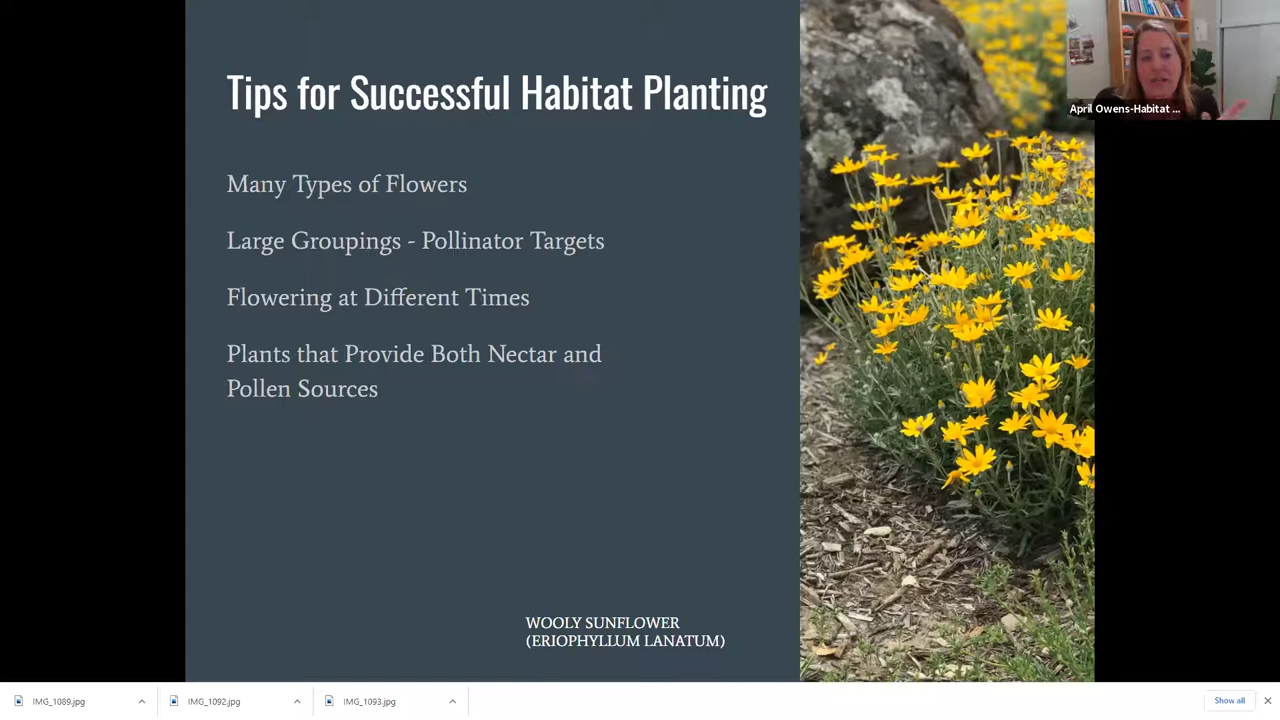 Tips for Successful Habitat Planting
April Owens-Habitat ...
Many Types of Flowers
Large Groupings - Pollinator Targets
Flowering at Different Times
Plants that Provide Both Nectar and
Pollen Sources
WOOLY SUNFLOWER
(ERIOPHYLLUM LANATUM)
IMG_1089.jpg
IMG_1092.jpg
IMG_1093.jpg
Show all